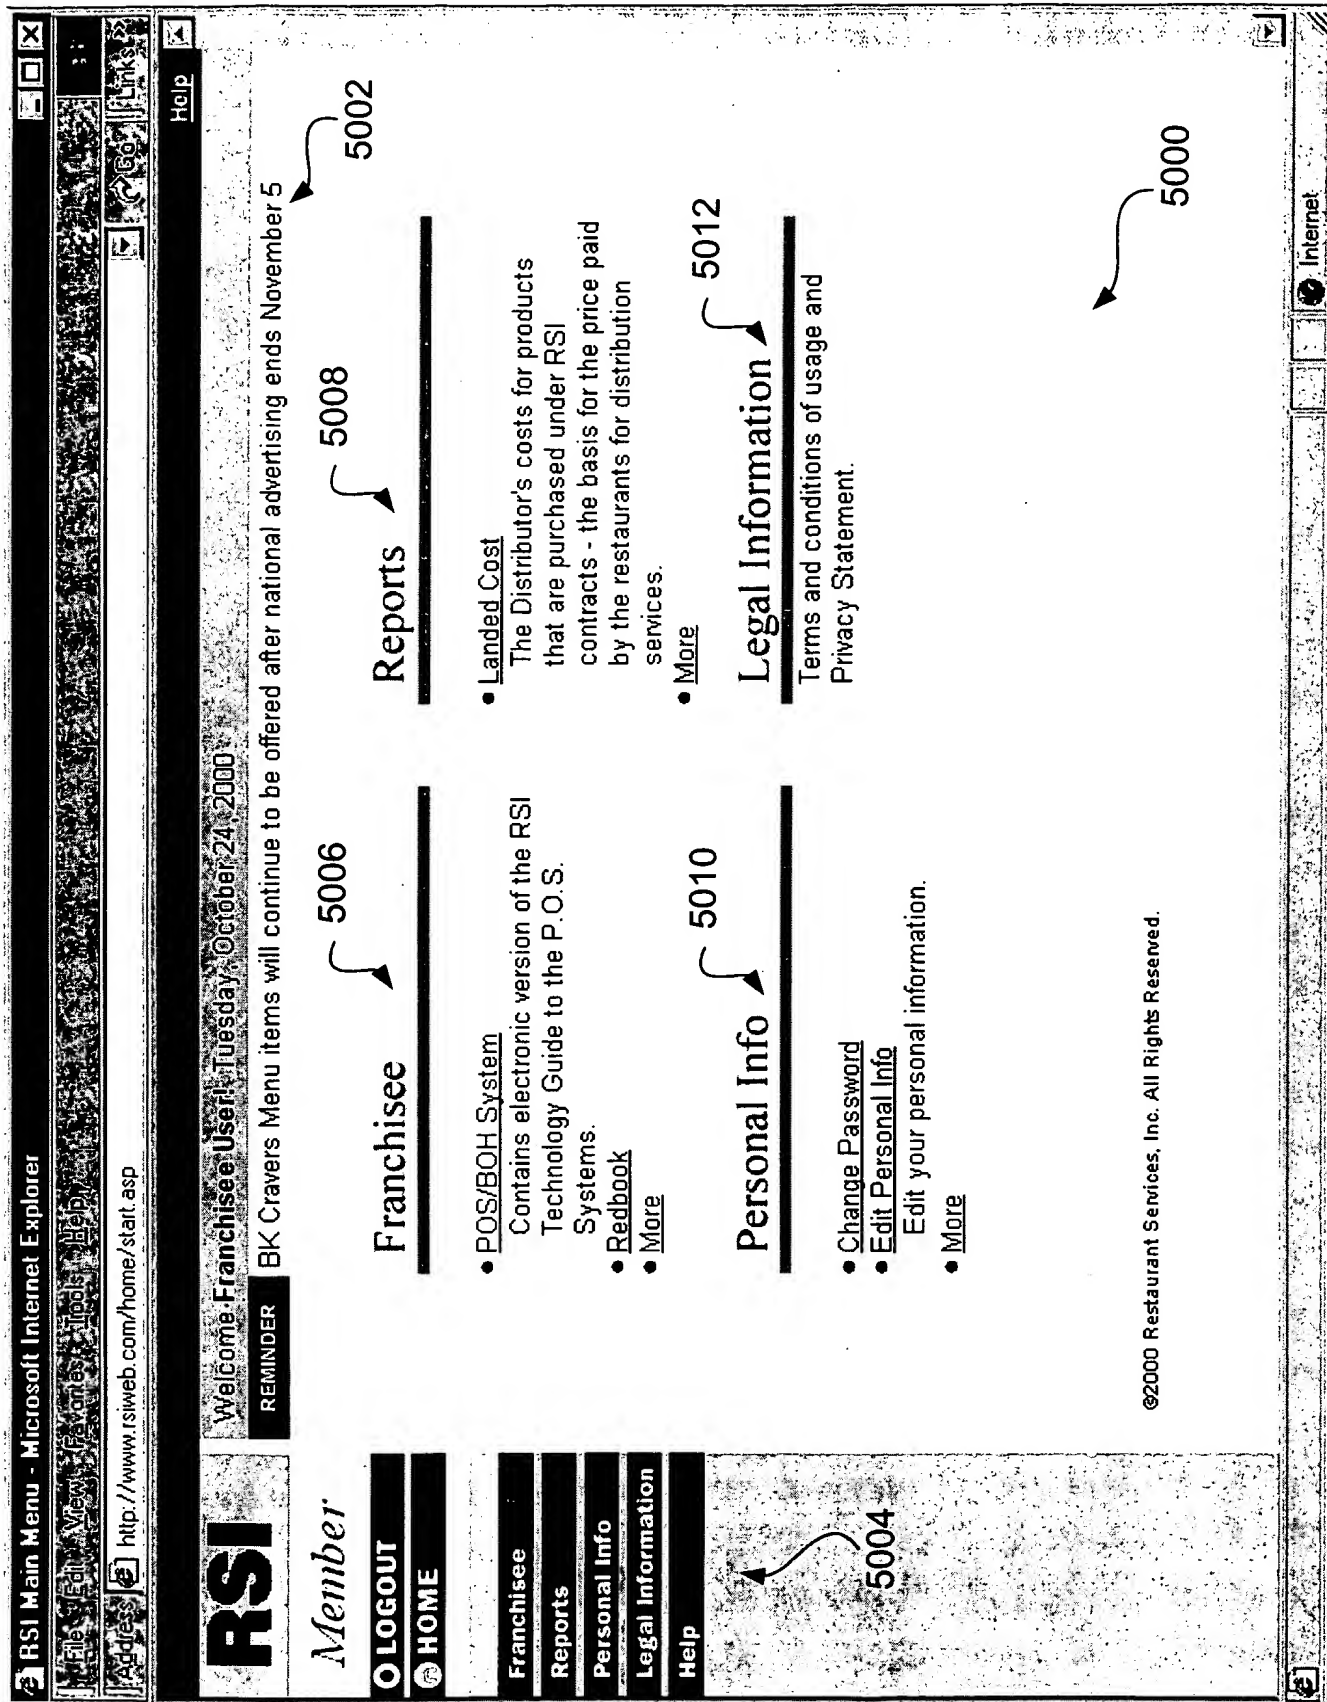 RSI Main Menu - Microsoft Internet Explorer
File Edit View Favorites Tools Help
Address http://www.rsiweb.com/home/start.asp Go Links »
Help
RSI
Welcome Franchisee User! Tuesday, October 24, 2000
REMINDER BK Cravers Menu items will continue to be offered after national advertising ends November 5
5002
Member
LOGOUT
HOME
Franchisee
Reports
Personal Info
Legal Information
Help
5004
5006
Franchisee
• POS/BOH System
Contains electronic version of the RSI
Technology Guide to the P.O.S.
Systems.
• Redbook
• More
5008
Reports
• Landed Cost
The Distributor's costs for products
that are purchased under RSI
contracts - the basis for the price paid
by the restaurants for distribution
services.
• More
5010
Personal Info
• Change Password
• Edit Personal Info
Edit your personal information.
• More
5012
Legal Information
Terms and conditions of usage and
Privacy Statement.
5000
©2000 Restaurant Services, Inc. All Rights Reserved.
Internet